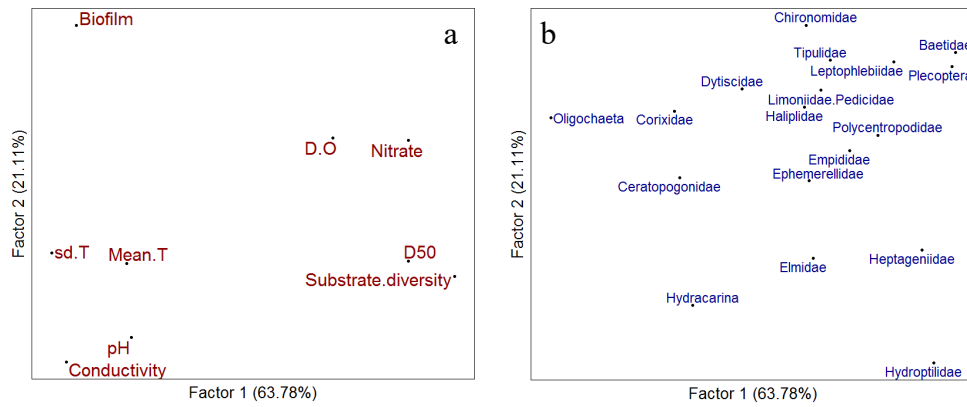 Biofilm
a
D.O
Nitrate
sd.T
Mean.T
D50
Substrate.diversity
pH
Conductivity
Factor 2 (21.11%)
Factor 1 (63.78%)
b
Chironomidae
Baetidae
Tipulidae
Leptophlebiidae
Plecoptera
Dytiscidae
Limoniidae.Pedicidae
Haliplidae
Oligochaeta
Corixidae
Polycentropodidae
Empididae
Ephemerellidae
Ceratopogonidae
Heptageniidae
Elmidae
Hydracarina
Hydroptilidae
Factor 2 (21.11%)
Factor 1 (63.78%)